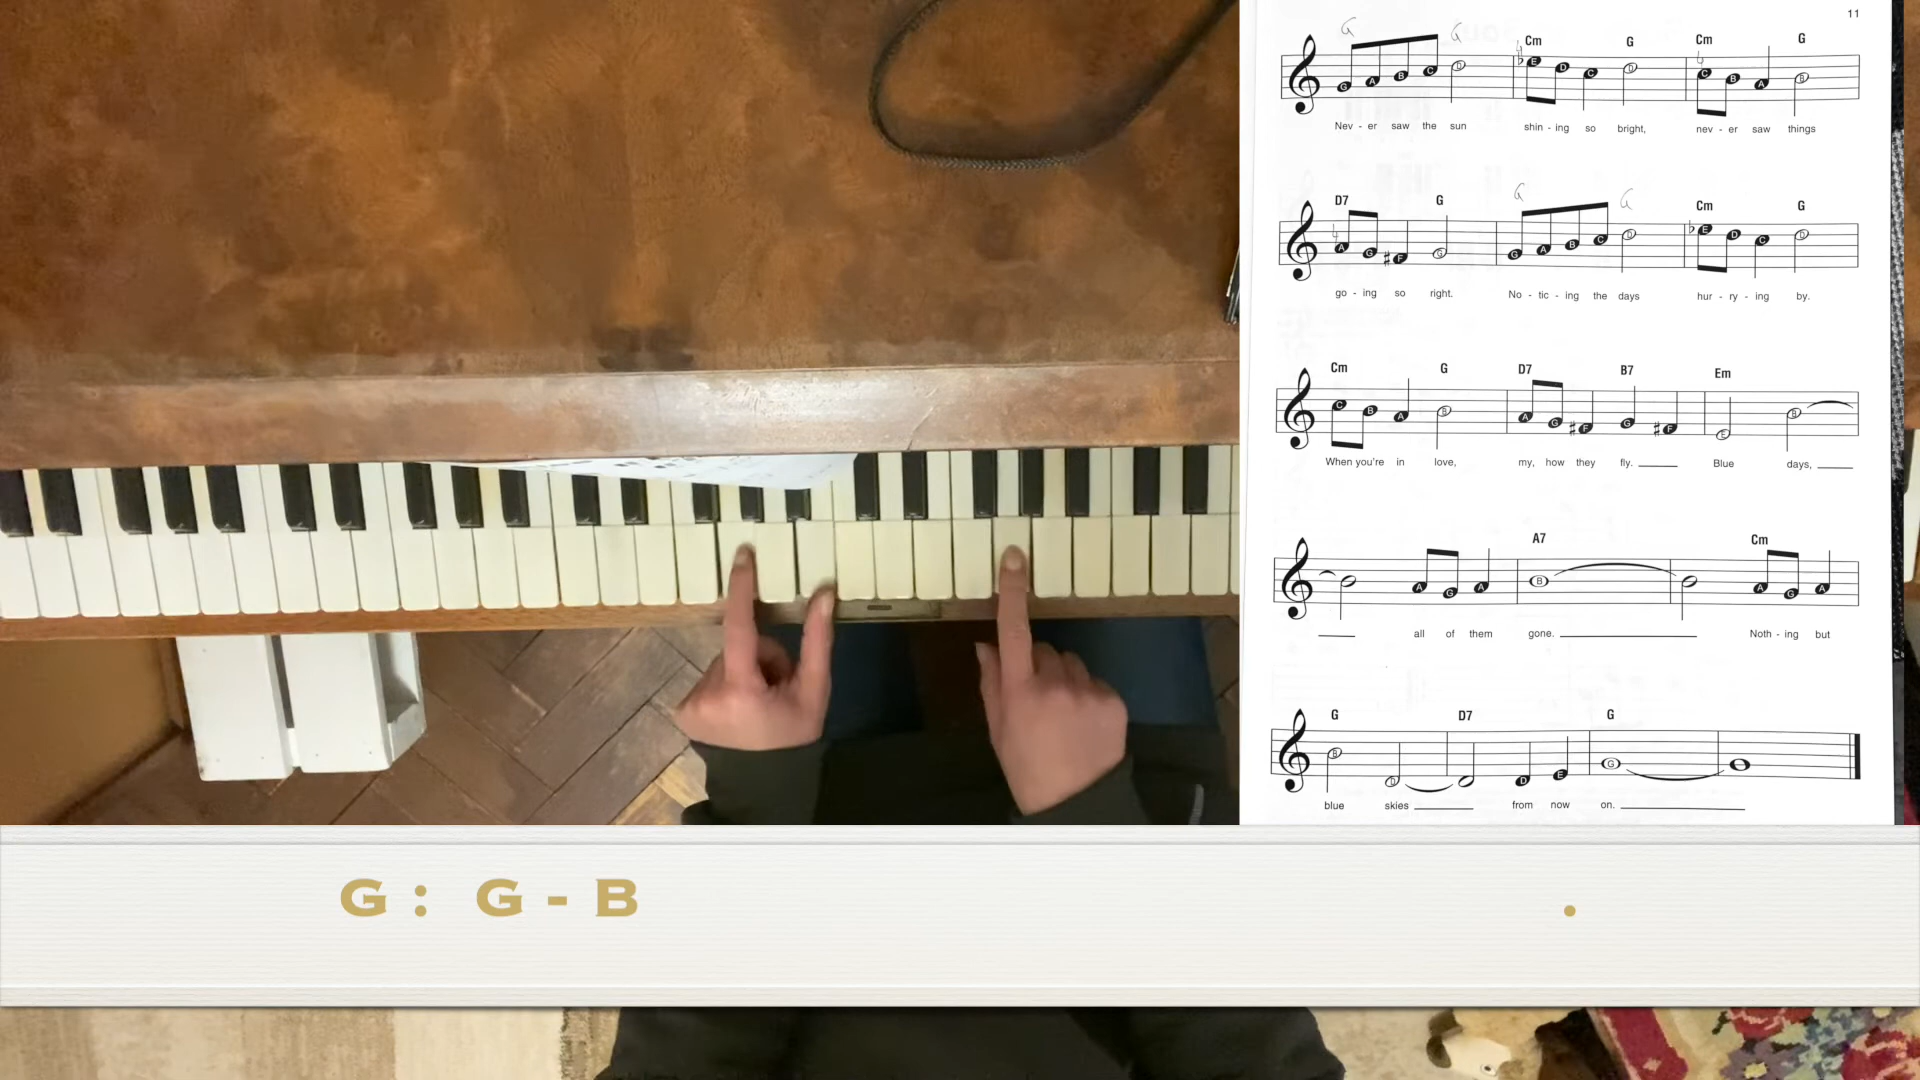 11
G G Cm G Cm G
Nev - er saw the sun shin - ing so bright, nev - er saw things
D7 G G G Cm G
go - ing so right. No - tic - ing the days hur - ry - ing by.
Cm G D7 B7 Em
When you're in love, my, how they fly. Blue days,
A7 Cm
all of them gone. Noth - ing but
G D7 G
blue skies from now on.
G: G - B .